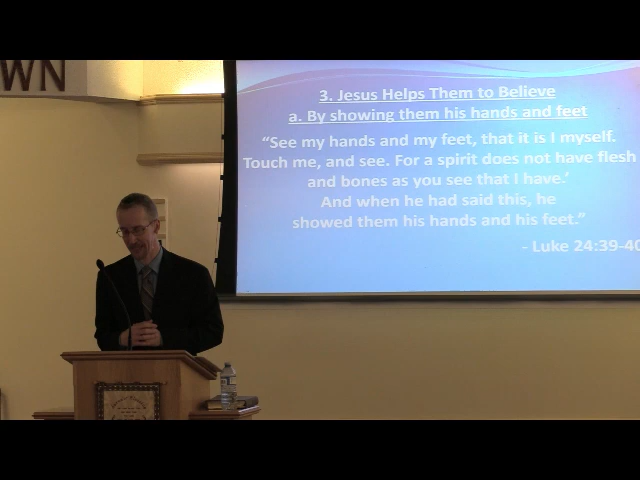 WN
3. Jesus Helps Them to Believe
a. By showing them his hands and feet
“See my hands and my feet, that it is I myself.
Touch me, and see. For a spirit does not have flesh
and bones as you see that I have.’
And when he had said this, he
showed them his hands and his feet.”
- Luke 24:39-40